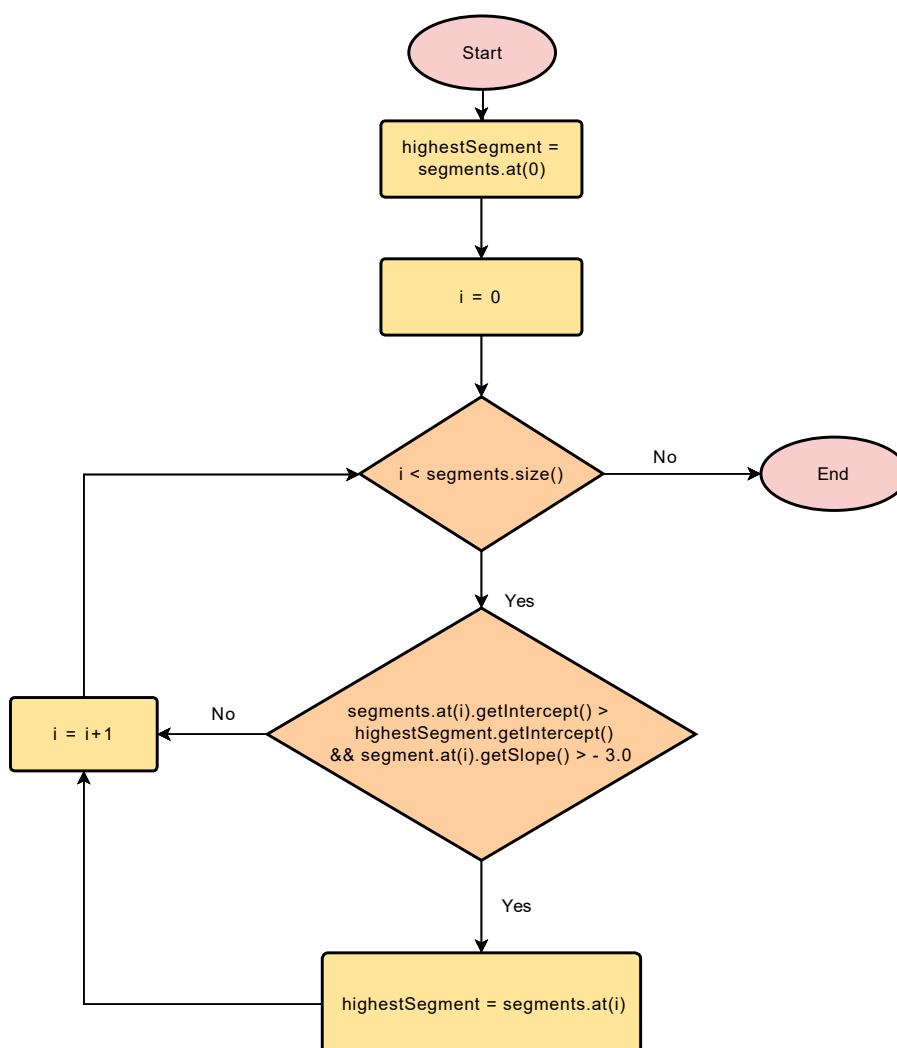 Start
highestSegment =
segments.at(0)
i = 0
i < segments.size()
No
End
Yes
segments.at(i).getIntercept() >
highestSegment.getIntercept()
&& segment.at(i).getSlope() > - 3.0
No
i = i+1
Yes
highestSegment = segments.at(i)